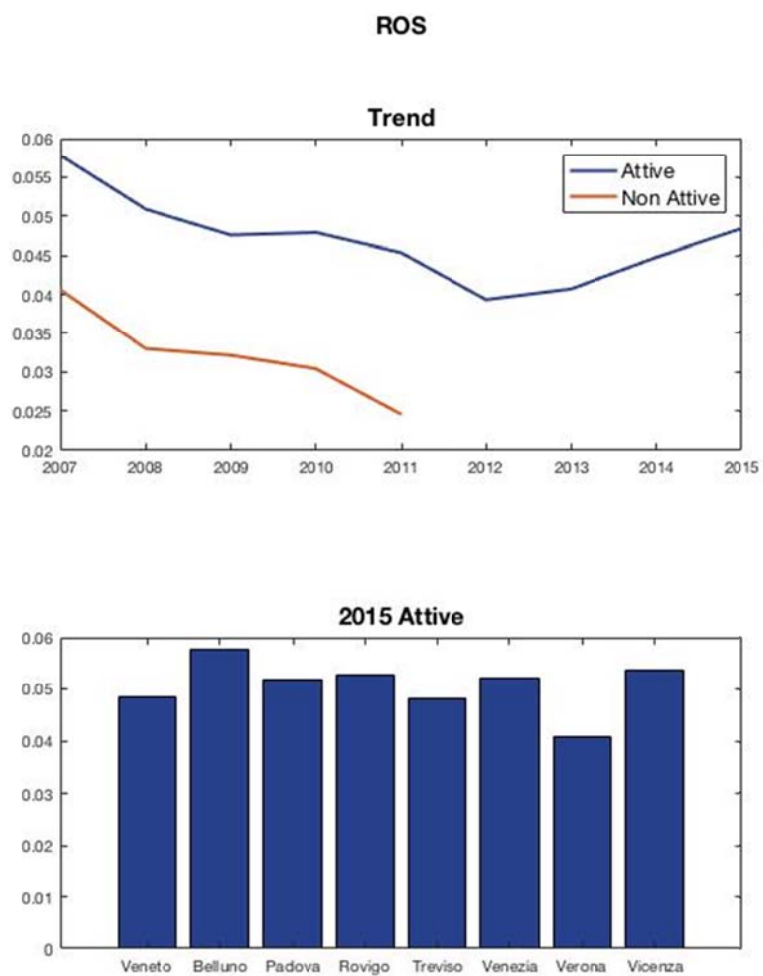 ROS
Trend
0.06
0.055
0.05
0.045
0.04
0.035
0.03
0.025
0.02
Attive
Non Attive
2007 2008 2009 2010 2011 2012 2013 2014 2015
2015 Attive
0.06
0.05
0.04
0.03
0.02
0.01
0
Veneto Belluno Padova Rovigo Treviso Venezia Verona Vicenza